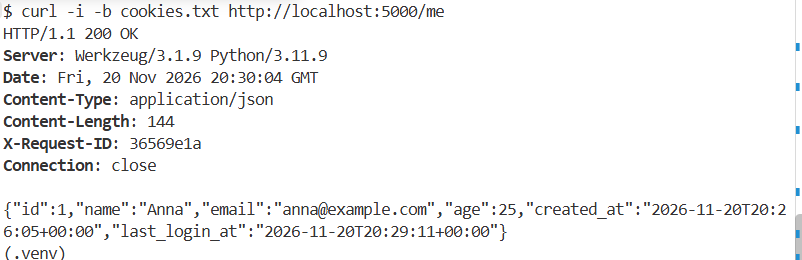 $ curl -i -b cookies.txt http://localhost:5000/me
HTTP/1.1 200 OK
Server: Werkzeug/3.1.9 Python/3.11.9
Date: Fri, 20 Nov 2026 20:30:04 GMT
Content-Type: application/json
Content-Length: 144
X-Request-ID: 36569e1a
Connection: close

{"id":1,"name":"Anna","email":"anna@example.com","age":25,"created_at":"2026-11-20T20:2
6:05+00:00","last_login_at":"2026-11-20T20:29:11+00:00"}
(.venv)